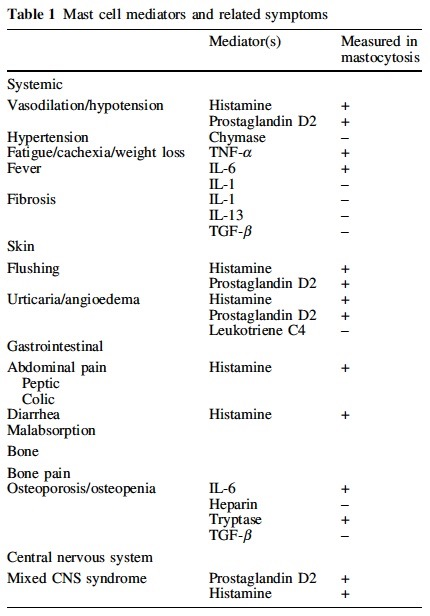 Table 1 Mast cell mediators and related symptoms
Mediator(s) Measured in
mastocytosis
Systemic
Vasodilation/hypotension Histamine +
Prostaglandin D2 +
Hypertension Chymase –
Fatigue/cachexia/weight loss TNF-α +
Fever IL-6 +
IL-1 –
Fibrosis IL-1 –
IL-13 –
TGF-β –
Skin
Flushing Histamine +
Prostaglandin D2 +
Urticaria/angioedema Histamine +
Prostaglandin D2 +
Leukotriene C4 –
Gastrointestinal
Abdominal pain Histamine +
Peptic
Colic
Diarrhea Histamine +
Malabsorption
Bone
Bone pain
Osteoporosis/osteopenia IL-6 +
Heparin –
Tryptase +
TGF-β –
Central nervous system
Mixed CNS syndrome Prostaglandin D2 +
Histamine +